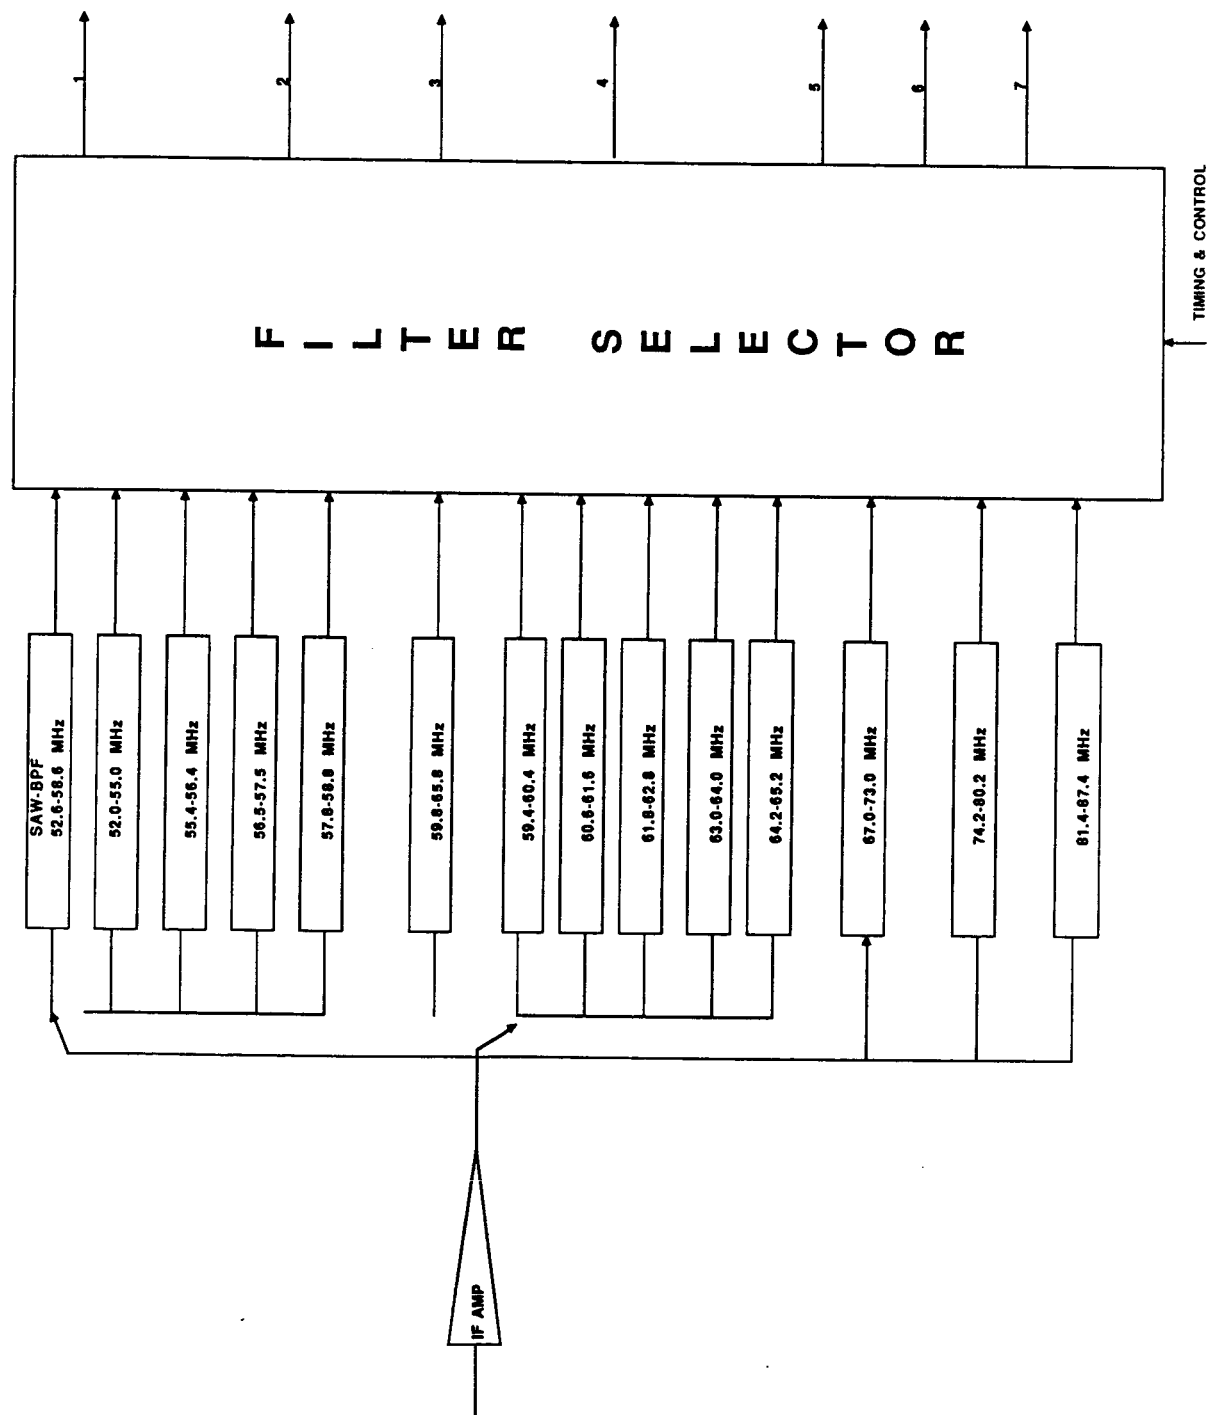 1
2
3
4
5
6
7
FILTER SELECTOR
TIMING & CONTROL
SAW-BPF
52.6-58.6 MHz
52.0-55.0 MHz
55.4-56.4 MHz
56.5-57.5 MHz
57.8-58.8 MHz
59.8-65.8 MHz
59.4-60.4 MHz
60.6-61.6 MHz
61.8-62.8 MHz
63.0-64.0 MHz
64.2-65.2 MHz
67.0-73.0 MHz
74.2-80.2 MHz
81.4-87.4 MHz
IF AMP